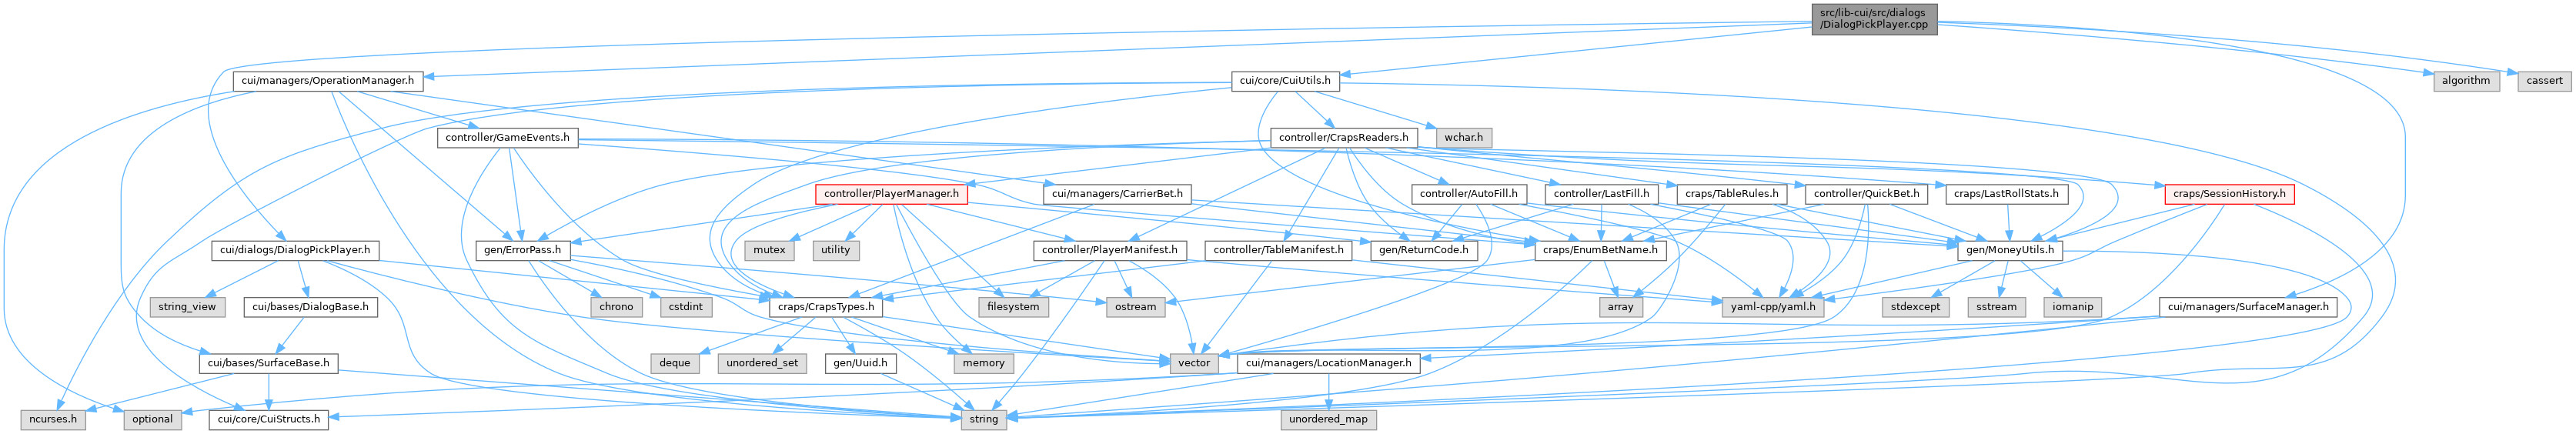 src/lib-cui/src/dialogs
/DialogPickPlayer.cpp
cui/managers/OperationManager.h
cui/core/CuiUtils.h
algorithm
cassert
controller/GameEvents.h
controller/CrapsReaders.h
wchar.h
controller/PlayerManager.h
cui/managers/CarrierBet.h
controller/AutoFill.h
controller/LastFill.h
craps/TableRules.h
controller/QuickBet.h
craps/LastRollStats.h
craps/SessionHistory.h
cui/dialogs/DialogPickPlayer.h
gen/ErrorPass.h
mutex
utility
controller/PlayerManifest.h
controller/TableManifest.h
gen/ReturnCode.h
craps/EnumBetName.h
gen/MoneyUtils.h
string_view
cui/bases/DialogBase.h
chrono
cstdint
craps/CrapsTypes.h
filesystem
ostream
array
yaml-cpp/yaml.h
stdexcept
sstream
iomanip
cui/managers/SurfaceManager.h
cui/bases/SurfaceBase.h
deque
unordered_set
gen/Uuid.h
memory
vector
cui/managers/LocationManager.h
ncurses.h
optional
cui/core/CuiStructs.h
string
unordered_map